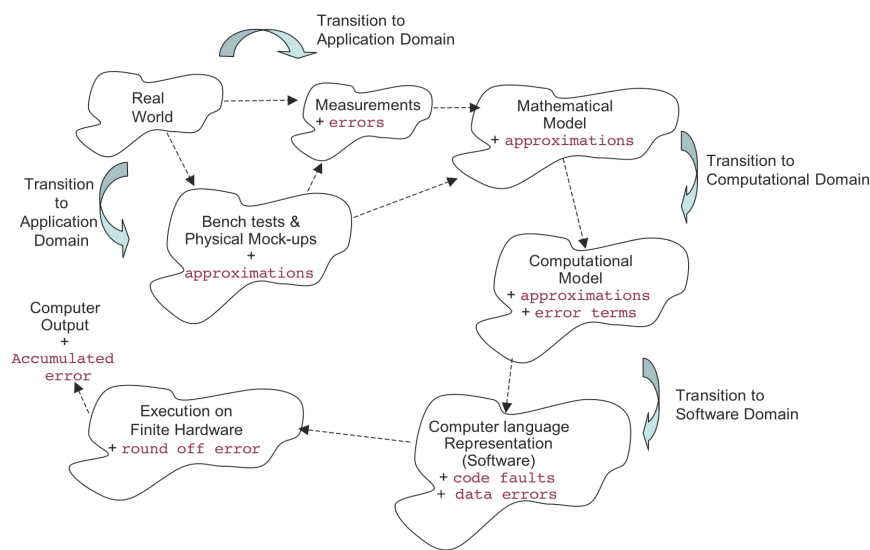 Transition to
Application Domain
Real
World
Measurements
+ errors
Mathematical
Model
+ approximations
Transition to
Computational Domain
Transition
to
Application
Domain
Bench tests &
Physical Mock-ups
+
approximations
Computational
Model
+ approximations
+ error terms
Computer
Output
+
Accumulated
error
Transition to
Software Domain
Execution on
Finite Hardware
+ round off error
Computer language
Representation
(Software)
+ code faults
+ data errors